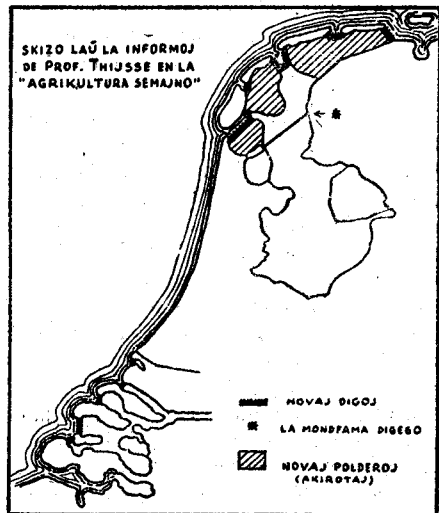 SKIZO LAŬ LA INFORMOJ
DE PROF. THIJSSE EN LA
"AGRIKULTURA SEMAJNO"
*
NOVAJ DIGOJ
* LA MONDFAMA DIGEGO
NOVAJ POLDEROJ
(AKIROTAJ)